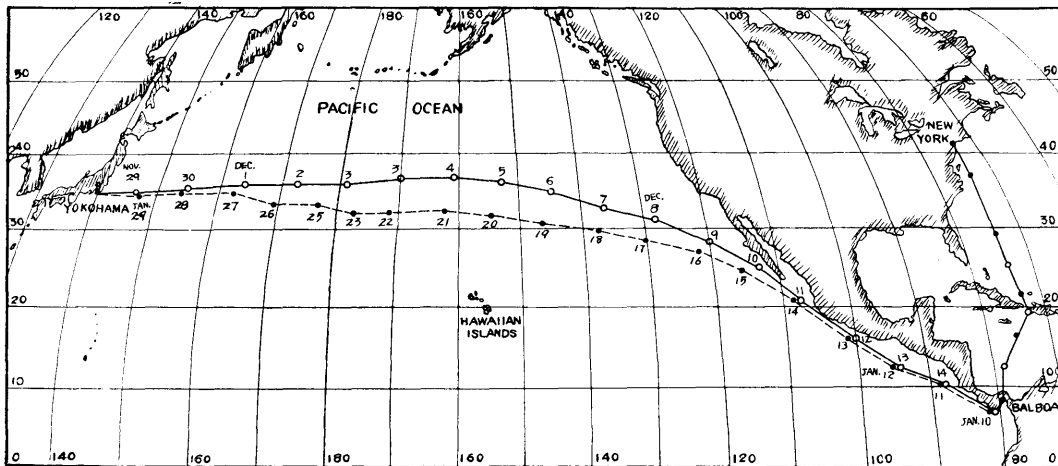 120 140 160 180 160 140 120 100 80 60
50 50
PACIFIC OCEAN
NEW YORK
40 40
NOV. 29 30 DEC. 1 2 3 3 4 5 6 7 DEC. 8 9 10 11 12 13 14
YOKOHAMA
JAN. 29 28 27 26 25 23 22 21 20 19 18 17 16 15 14 13 JAN. 12 11 JAN. 10
30 30
20 20
HAWAIIAN
ISLANDS
10 10
BALBOA
0 140 160 180 160 140 120 100 80 0